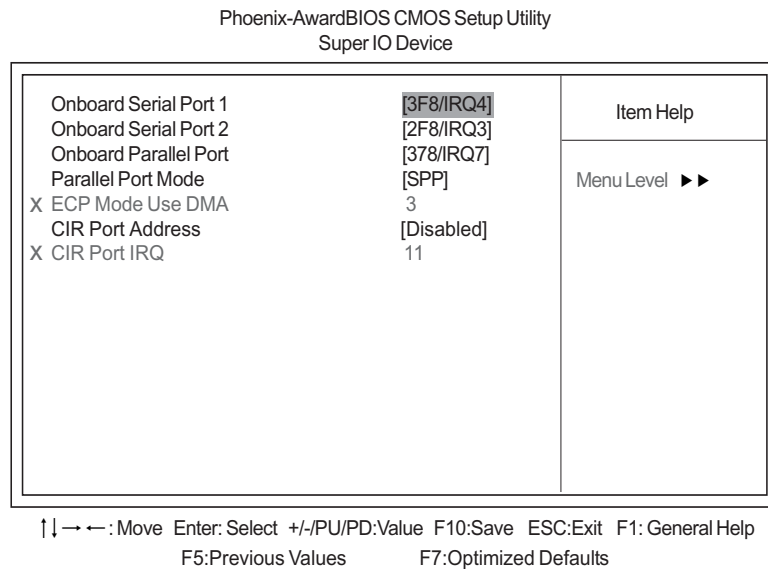 Phoenix-AwardBIOS CMOS Setup Utility
Super IO Device
Onboard Serial Port 1 [3F8/IRQ4]
Onboard Serial Port 2 [2F8/IRQ3]
Onboard Parallel Port [378/IRQ7]
Parallel Port Mode [SPP]
X ECP Mode Use DMA 3
CIR Port Address [Disabled]
X CIR Port IRQ 11
Item Help
Menu Level ►►
↑↓→←: Move Enter: Select +/-/PU/PD:Value F10:Save ESC:Exit F1: General Help
F5:Previous Values F7:Optimized Defaults